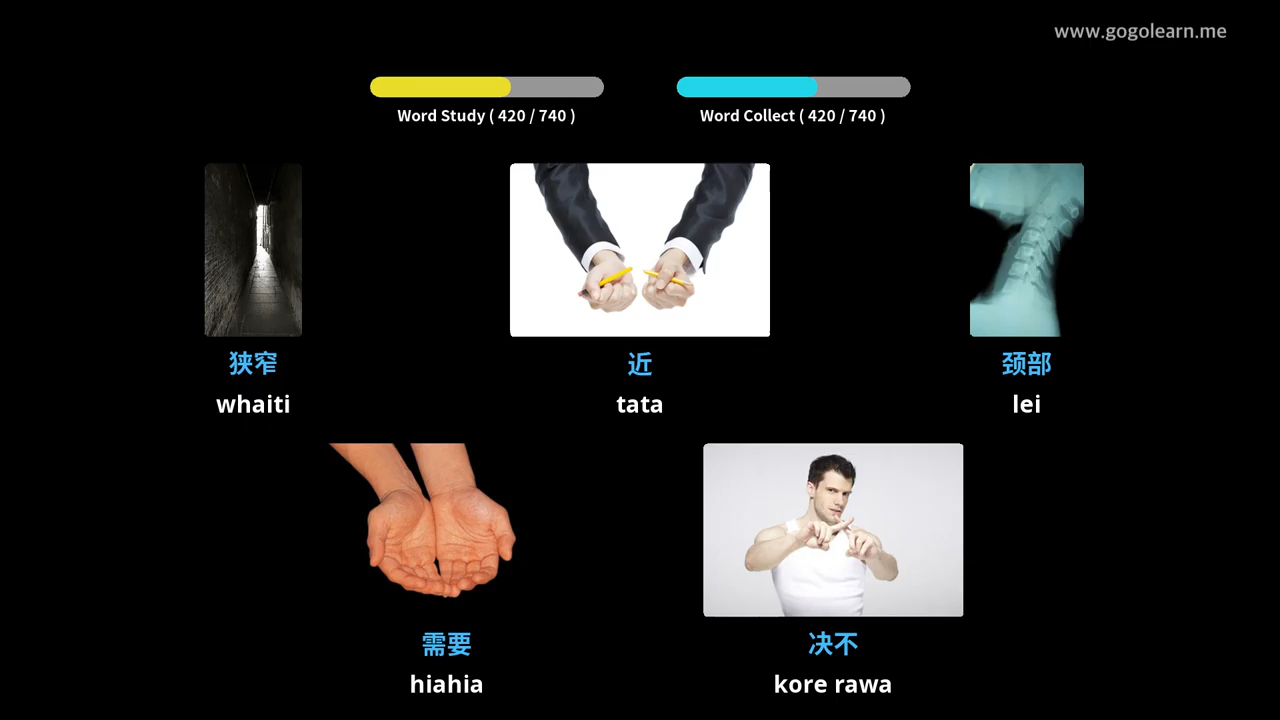 www.gogolearn.me
Word Study ( 420 / 740 )
Word Collect ( 420 / 740 )
狭窄
近
颈部
whaiti
tata
lei
需要
决不
hiahia
kore rawa